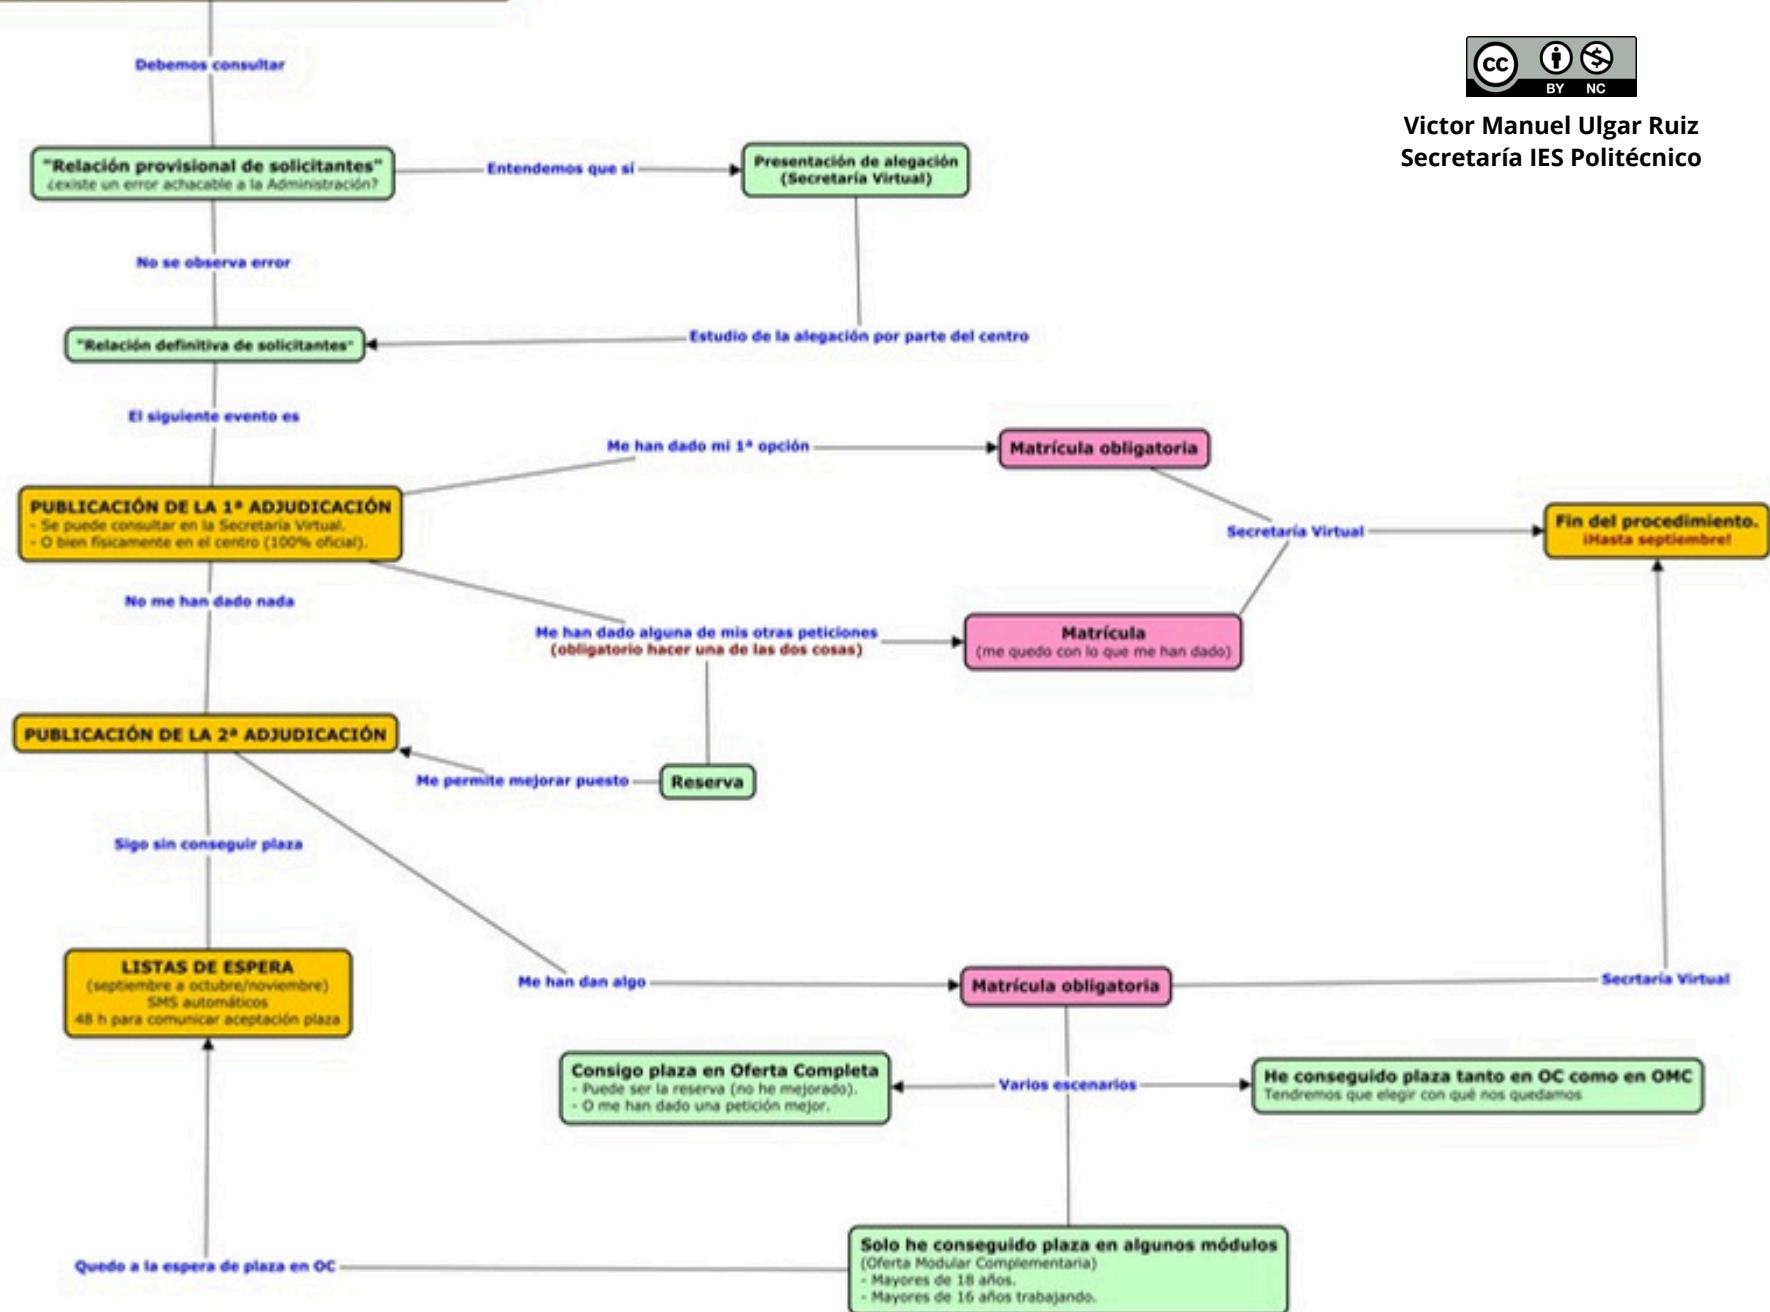 Debemos consultar
CC BY NC
Victor Manuel Ulgar Ruiz
Secretaría IES Politécnico
"Relación provisional de solicitantes"
¿existe un error achacable a la Administración?
Entendemos que sí
Presentación de alegación
(Secretaría Virtual)
No se observa error
"Relación definitiva de solicitantes"
Estudio de la alegación por parte del centro
El siguiente evento es
Me han dado mi 1ª opción
Matrícula obligatoria
PUBLICACIÓN DE LA 1ª ADJUDICACIÓN
- Se puede consultar en la Secretaría Virtual.
- O bien físicamente en el centro (100% oficial).
Secretaría Virtual
Fin del procedimiento.
¡Hasta septiembre!
No me han dado nada
Me han dado alguna de mis otras peticiones
(obligatorio hacer una de las dos cosas)
Matrícula
(me quedo con lo que me han dado)
PUBLICACIÓN DE LA 2ª ADJUDICACIÓN
Me permite mejorar puesto
Reserva
Sigo sin conseguir plaza
LISTAS DE ESPERA
(septiembre a octubre/noviembre)
SMS automáticos
48 h para comunicar aceptación plaza
Me han dan algo
Matrícula obligatoria
Secrtaría Virtual
Consigo plaza en Oferta Completa
- Puede ser la reserva (no he mejorado).
- O me han dado una petición mejor.
Varios escenarios
He conseguido plaza tanto en OC como en OMC
Tendremos que elegir con qué nos quedamos
Quedo a la espera de plaza en OC
Solo he conseguido plaza en algunos módulos
(Oferta Modular Complementaria)
- Mayores de 18 años.
- Mayores de 16 años trabajando.